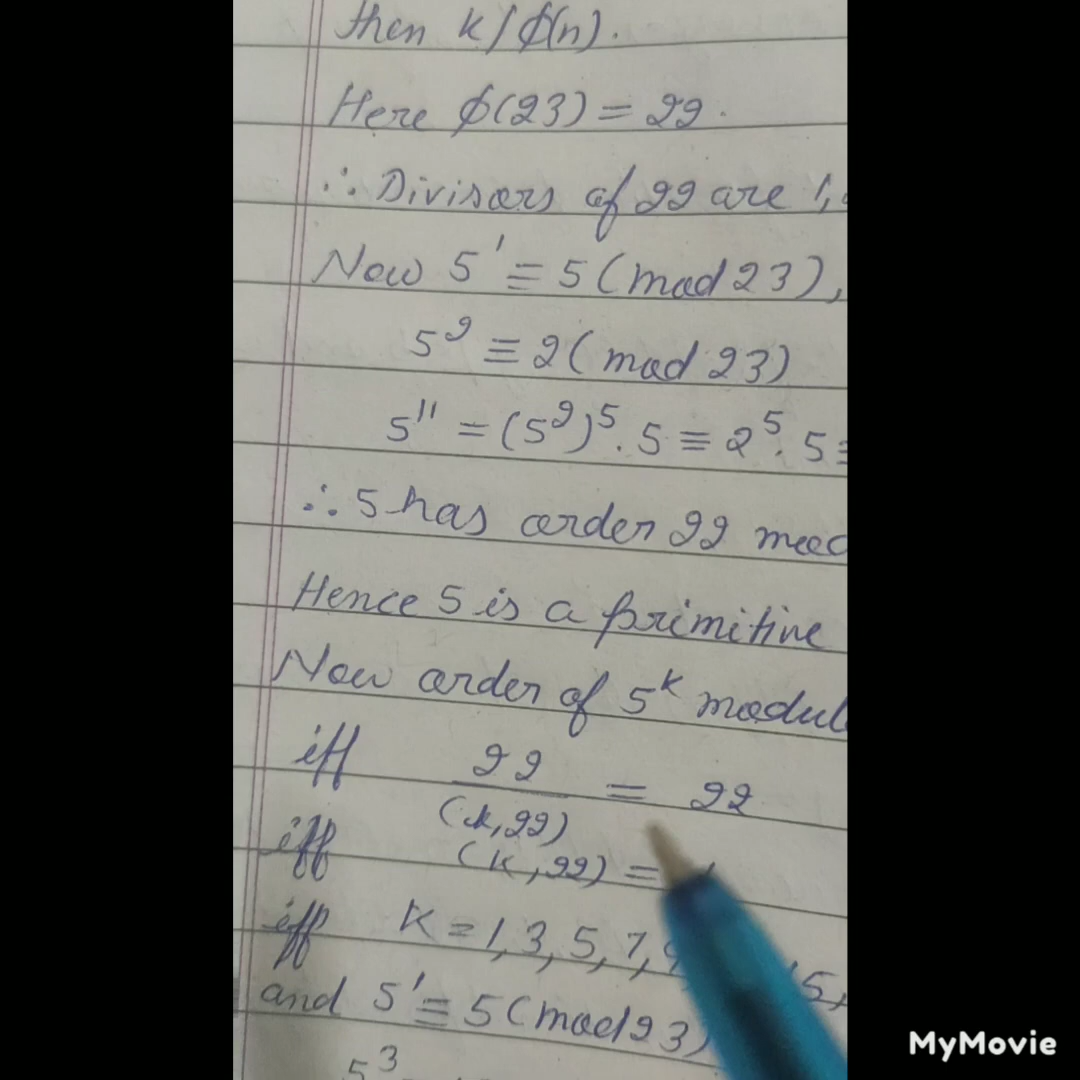 then k/ϕ(n).
Here ϕ(23) = 22.
∴ Divisors of 22 are 1,
Now 5¹ ≡ 5 (mod 23),
5² ≡ 2 (mod 23)
5¹¹ = (5²)⁵. 5 ≡ 2⁵. 5 ≡
∴ 5 has order 22
Hence 5 is a primitive
Now order of 5ᵏ
iff 22/(k,22) = 22
iff (k,22) =
iff K = 1, 3, 5, 7,
and 5¹ ≡ 5 (mod 23)
5³
MyMovie